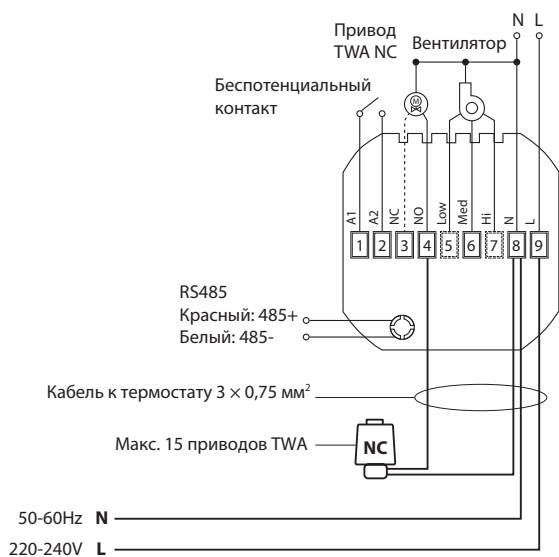 N L
Привод
TWA NC
Вентилятор
Беспотенциальный
контакт
M
A1 A2 NC NO Low Med Hi N L
1 2 3 4 5 6 7 8 9
RS485
Красный: 485+
Белый: 485-
Кабель к термостату 3 × 0,75 мм²
Макс. 15 приводов TWA
NC
50-60Hz N
220-240V L